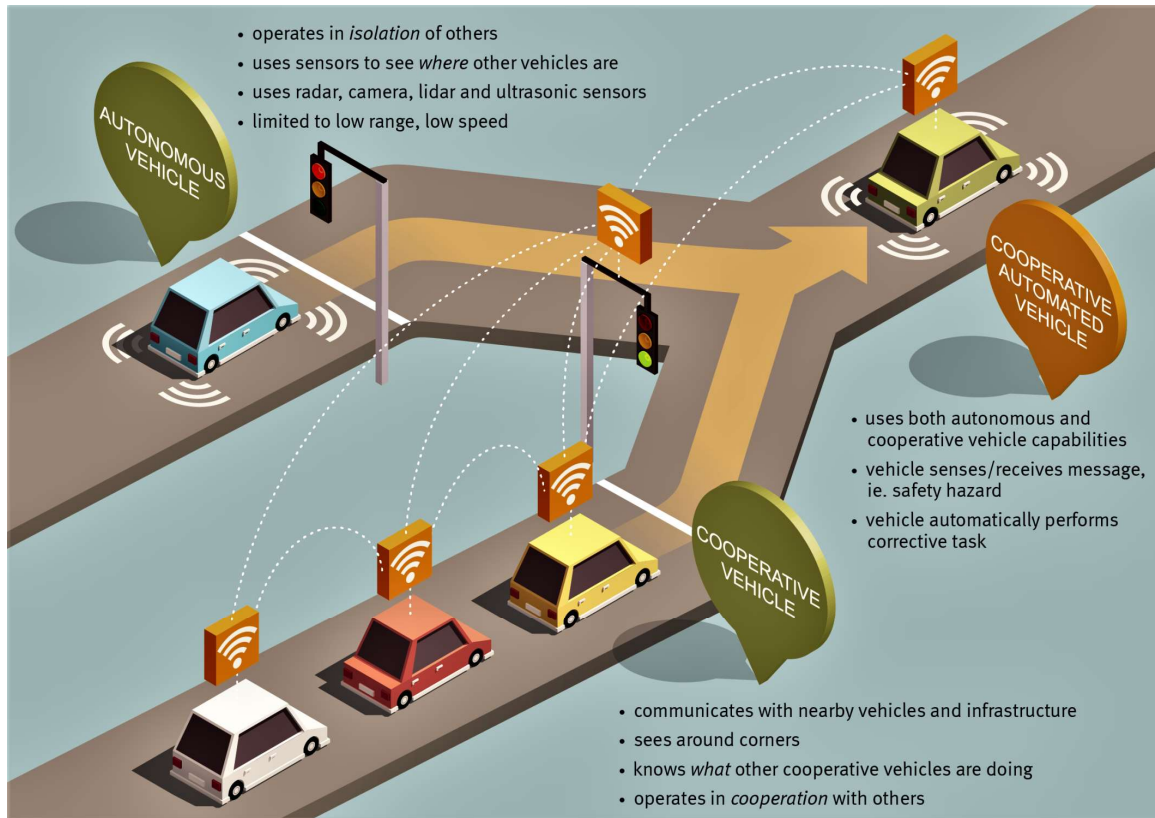 • operates in isolation of others
• uses sensors to see where other vehicles are
• uses radar, camera, lidar and ultrasonic sensors
• limited to low range, low speed
AUTONOMOUS
VEHICLE
COOPERATIVE
AUTOMATED
VEHICLE
• uses both autonomous and
cooperative vehicle capabilities
• vehicle senses/receives message,
ie. safety hazard
• vehicle automatically performs
corrective task
COOPERATIVE
VEHICLE
• communicates with nearby vehicles and infrastructure
• sees around corners
• knows what other cooperative vehicles are doing
• operates in cooperation with others